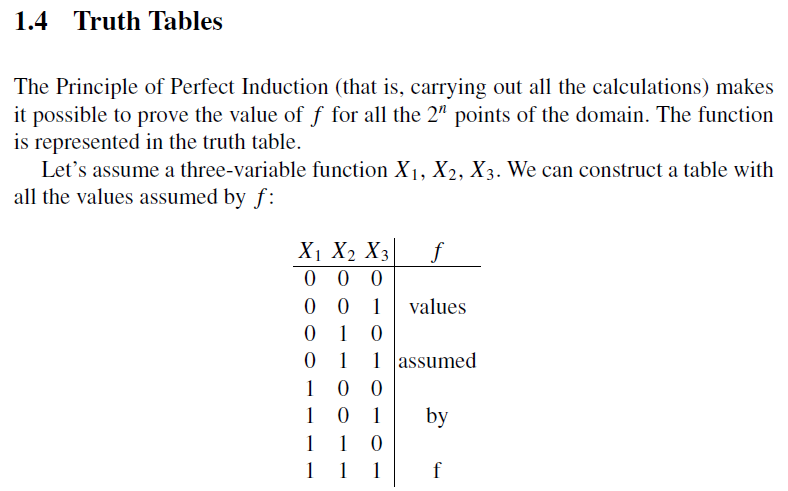 1.4 Truth Tables
The Principle of Perfect Induction (that is, carrying out all the calculations) makes
it possible to prove the value of f for all the 2ⁿ points of the domain. The function
is represented in the truth table.
Let's assume a three-variable function X₁, X₂, X₃. We can construct a table with
all the values assumed by f:
X₁ X₂ X₃ f
0 0 0
0 0 1 values
0 1 0
0 1 1 assumed
1 0 0
1 0 1 by
1 1 0
1 1 1 f